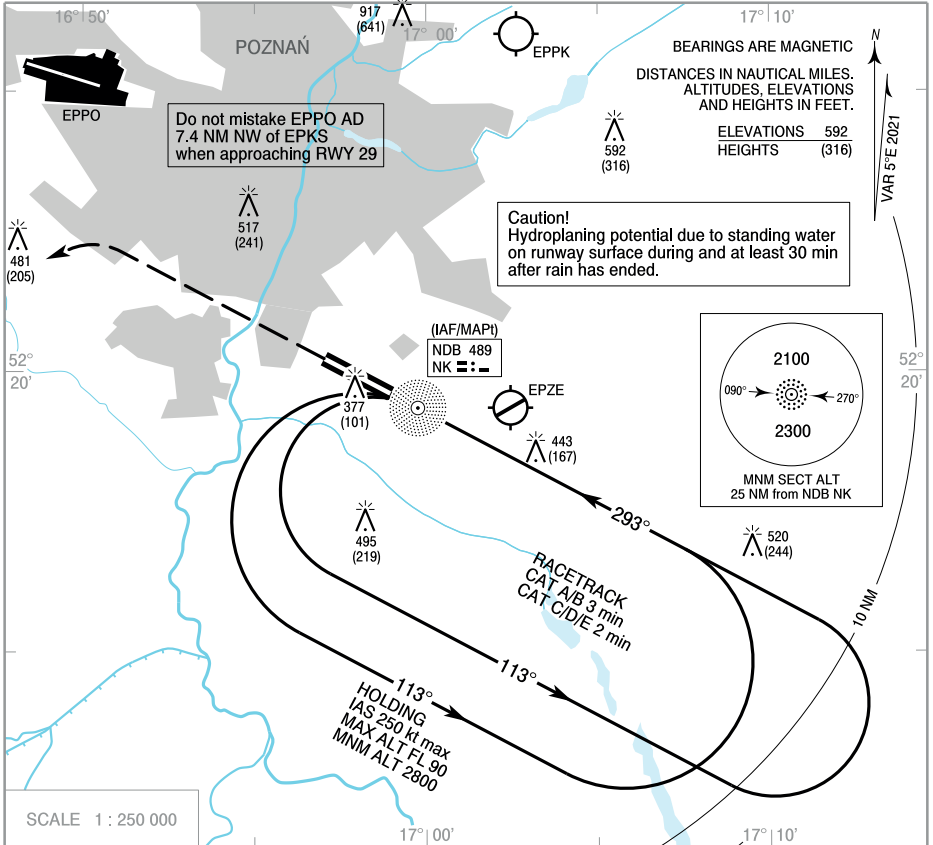 16° 50'
917
(641)
17° 00'
17° 10'
POZNAŃ
EPPK
EPPO
BEARINGS ARE MAGNETIC
DISTANCES IN NAUTICAL MILES.
ALTITUDES, ELEVATIONS
AND HEIGHTS IN FEET.
ELEVATIONS 592
HEIGHTS (316)
N
VAR 5°E 2021
Do not mistake EPPO AD
7.4 NM NW of EPKS
when approaching RWY 29
592
(316)
517
(241)
481
(205)
Caution!
Hydroplaning potential due to standing water
on runway surface during and at least 30 min
after rain has ended.
(IAF/MAPt)
NDB 489
NK
52°
20'
52°
20'
2100
090°
270°
2300
MNM SECT ALT
25 NM from NDB NK
377
(101)
EPZE
443
(167)
495
(219)
293°
520
(244)
RACETRACK
CAT A/B 3 min
CAT C/D/E 2 min
10 NM
113°
113°
HOLDING
IAS 250 kt max
MAX ALT FL 90
MNM ALT 2800
SCALE 1 : 250 000
17° 00'
17° 10'